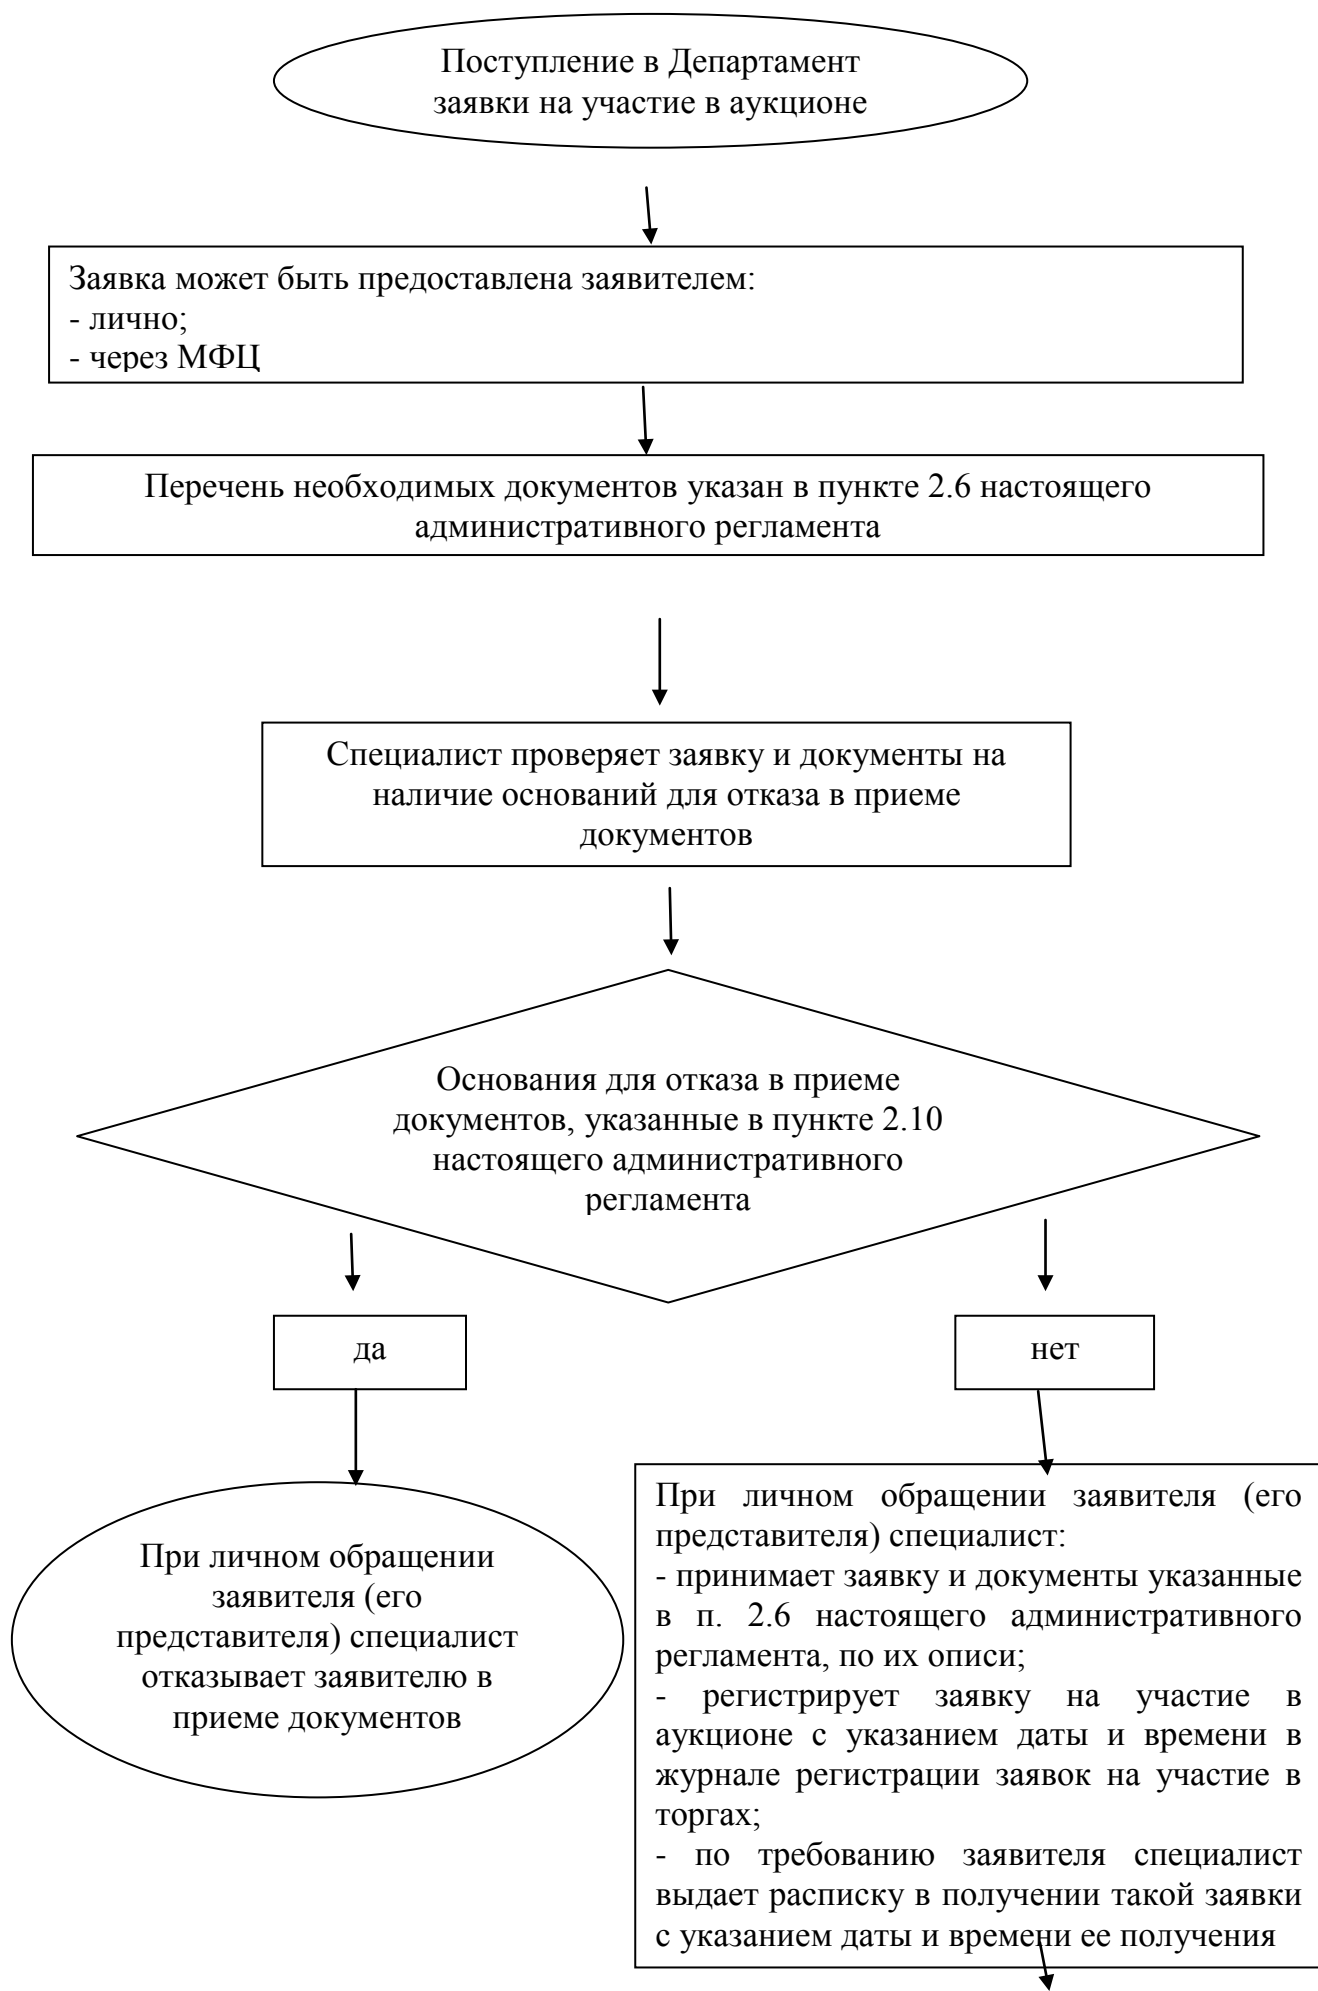 Поступление в Департамент
заявки на участие в аукционе
Заявка может быть предоставлена заявителем:
- лично;
- через МФЦ
Перечень необходимых документов указан в пункте 2.6 настоящего
административного регламента
Специалист проверяет заявку и документы на
наличие оснований для отказа в приеме
документов
Основания для отказа в приеме
документов, указанные в пункте 2.10
настоящего административного
регламента
да
нет
При личном обращении
заявителя (его
представителя) специалист
отказывает заявителю в
приеме документов
При личном обращении заявителя (его
представителя) специалист:
- принимает заявку и документы указанные
в п. 2.6 настоящего административного
регламента, по их описи;
- регистрирует заявку на участие в
аукционе с указанием даты и времени в
журнале регистрации заявок на участие в
торгах;
- по требованию заявителя специалист
выдает расписку в получении такой заявки
с указанием даты и времени ее получения